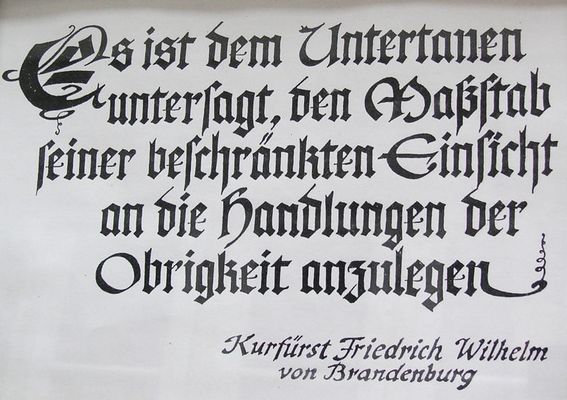 Es ist dem Untertanen
untersagt, den Maßstab
seiner beschränkten Einsicht
an die Handlungen der
Obrigkeit anzulegen
Kurfürst Friedrich Wilhelm
von Brandenburg